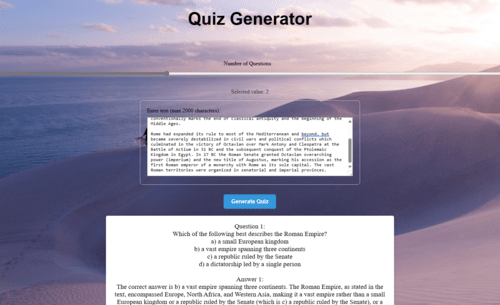 Quiz Generator
Number of Questions
Selected value: 2
Enter text (max 2000 characters)
conventionally marks the end of classical antiquity and the beginning of the
Middle Ages.
Rome had expanded its rule to most of the Mediterranean and beyond, but
became severely destabilized in civil wars and political conflicts which
culminated in the victory of Octavian over Mark Antony and Cleopatra at the
Battle of Actium in 31 BC and the subsequent conquest of the Ptolemaic
Kingdom in Egypt. In 27 BC the Roman Senate granted Octavian overarching
power (imperium) and the new title of Augustus, marking his accession as the
first Roman emperor of a monarchy with Rome as its sole capital. The vast
Roman territories were organized in senatorial and imperial provinces.
Generate Quiz
Question 1:
Which of the following best describes the Roman Empire?
a) a small European kingdom
b) a vast empire spanning three continents
c) a republic ruled by the Senate
d) a dictatorship led by a single person
Answer 1:
The correct answer is b) a vast empire spanning three continents. The Roman Empire, as stated in the
text, encompassed Europe, North Africa, and Western Asia, making it a vast empire rather than a small
European kingdom or a republic ruled by the Senate (which is c) a republic ruled by the Senate), or a